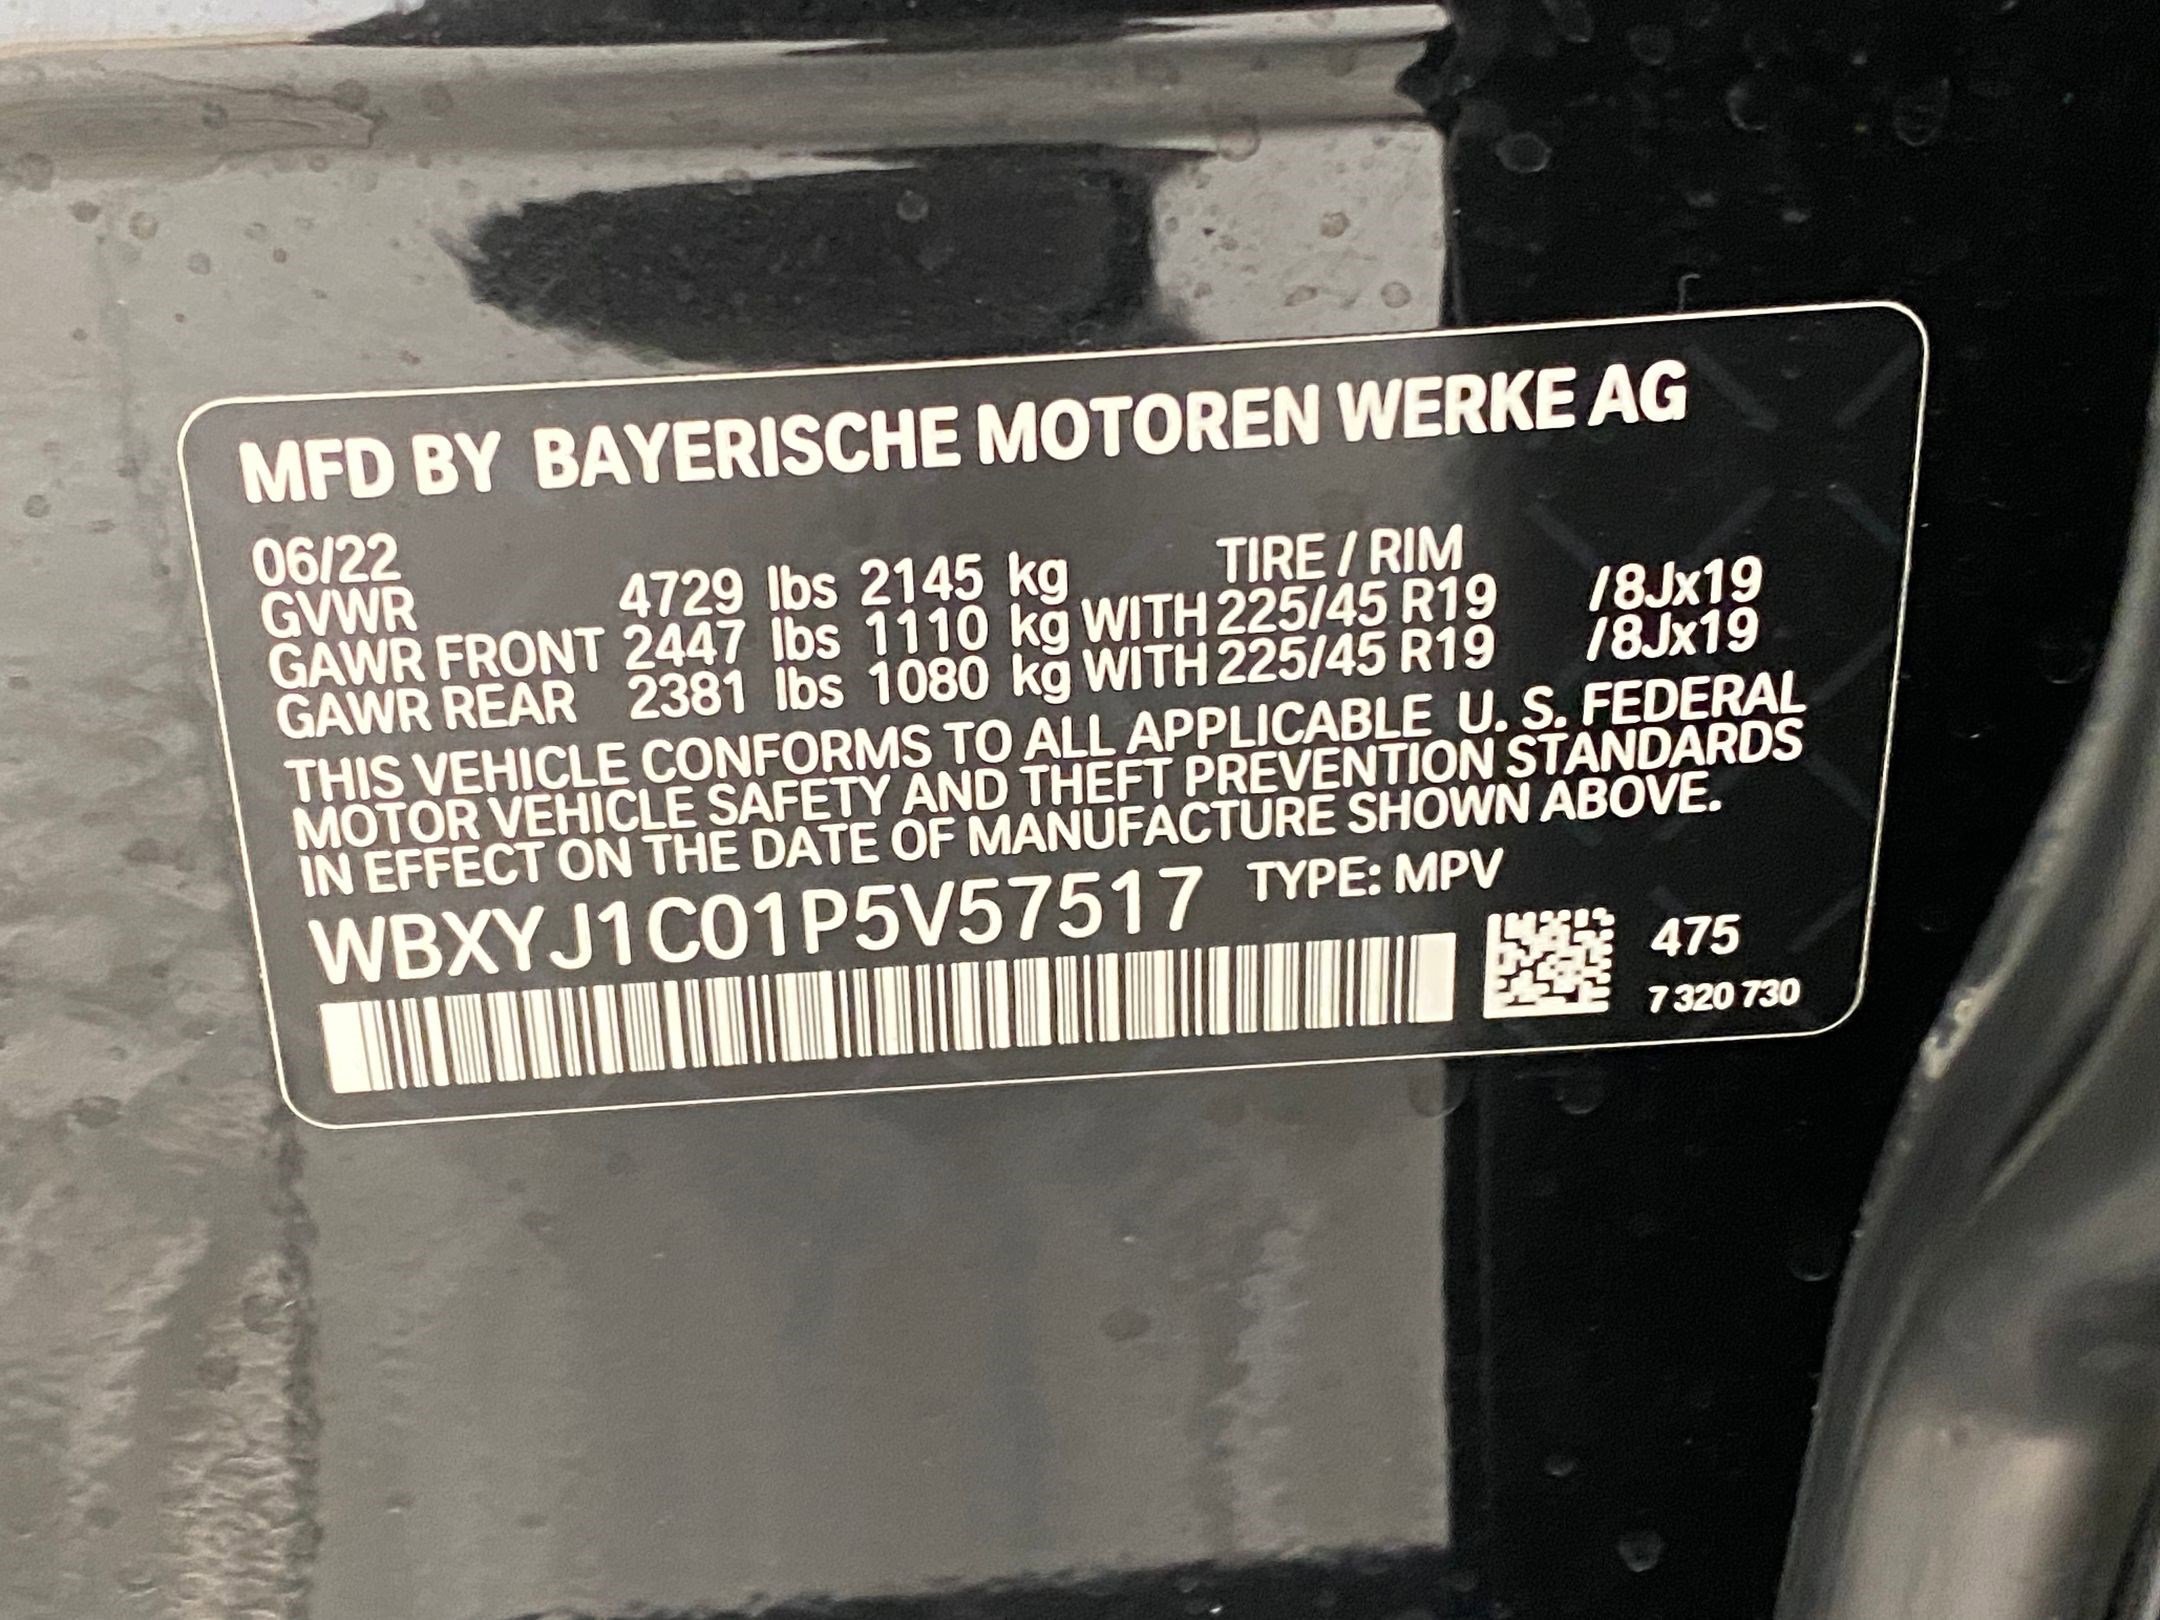 MFD BY BAYERISCHE MOTOREN WERKE AG
06/22 TIRE / RIM
GVWR 4729 lbs 2145 kg
GAWR FRONT 2447 lbs 1110 kg WITH 225/45 R19 /8Jx19
GAWR REAR 2381 lbs 1080 kg WITH 225/45 R19 /8Jx19
THIS VEHICLE CONFORMS TO ALL APPLICABLE U. S. FEDERAL
MOTOR VEHICLE SAFETY AND THEFT PREVENTION STANDARDS
IN EFFECT ON THE DATE OF MANUFACTURE SHOWN ABOVE.
WBXYJ1C01P5V57517 TYPE: MPV
475
7 320 730